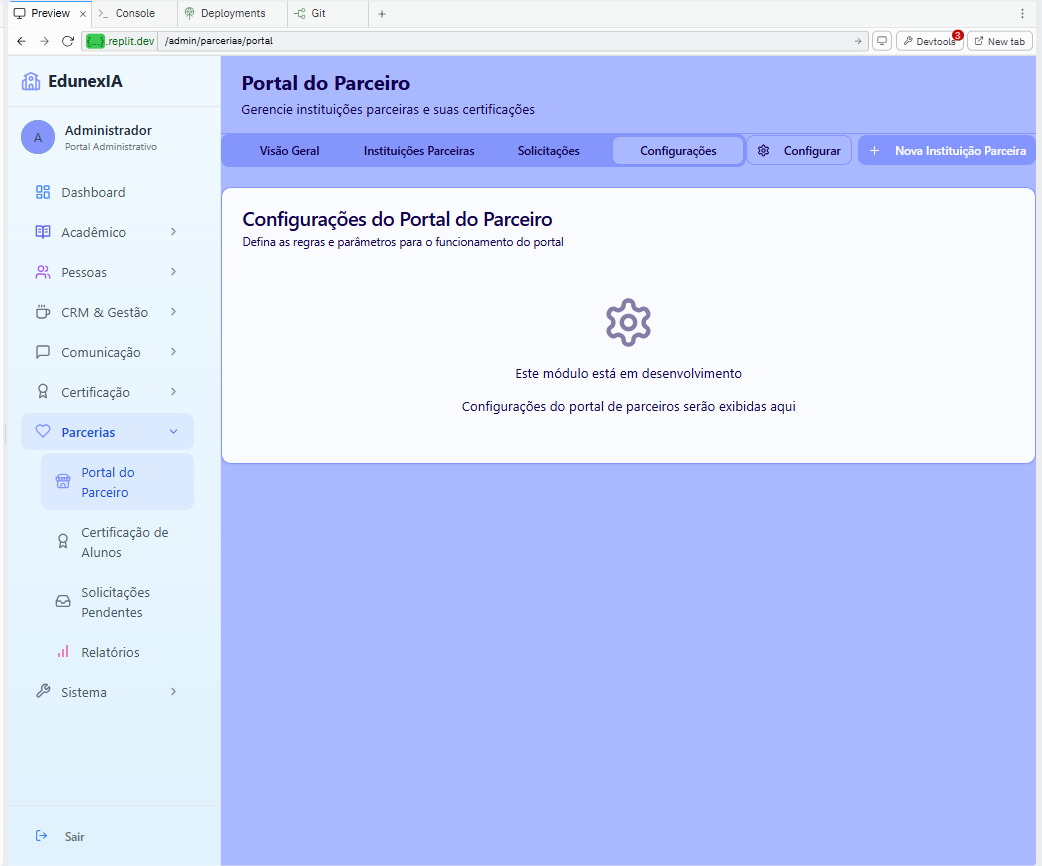 Preview
Console
Deployments
Git
{...}.replit.dev
/admin/parcerias/portal
Devtools
3
New tab
EdunexIA
A
Administrador
Portal Administrativo
Dashboard
Acadêmico
Pessoas
CRM & Gestão
Comunicação
Certificação
Parcerias
Portal do
Parceiro
Certificação de
Alunos
Solicitações
Pendentes
Relatórios
Sistema
Sair
Portal do Parceiro
Gerencie instituições parceiras e suas certificações
Visão Geral
Instituições Parceiras
Solicitações
Configurações
Configurar
Nova Instituição Parceira
Configurações do Portal do Parceiro
Defina as regras e parâmetros para o funcionamento do portal
Este módulo está em desenvolvimento
Configurações do portal de parceiros serão exibidas aqui